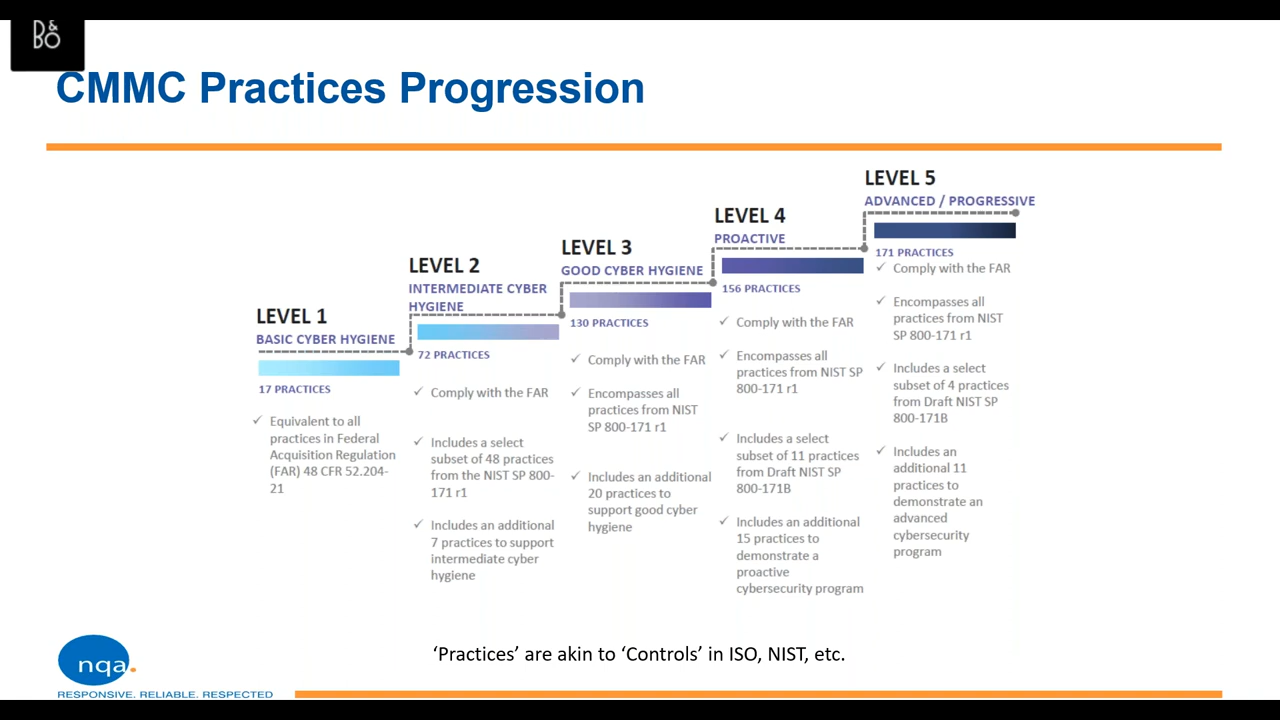 B&
BO
CMMC Practices Progression
LEVEL 1
BASIC CYBER HYGIENE
17 PRACTICES
✓ Equivalent to all
practices in Federal
Acquisition Regulation
(FAR) 48 CFR 52.204-
21
LEVEL 2
INTERMEDIATE CYBER
HYGIENE
72 PRACTICES
✓ Comply with the FAR
✓ Includes a select
subset of 48 practices
from the NIST SP 800-
171 r1
✓ Includes an additional
7 practices to support
intermediate cyber
hygiene
LEVEL 3
GOOD CYBER HYGIENE
130 PRACTICES
✓ Comply with the FAR
✓ Encompasses all
practices from NIST
SP 800-171 r1
✓ Includes an additional
20 practices to
support good cyber
hygiene
LEVEL 4
PROACTIVE
156 PRACTICES
✓ Comply with the FAR
✓ Encompasses all
practices from NIST SP
800-171 r1
✓ Includes a select
subset of 11 practices
from Draft NIST SP
800-171B
✓ Includes an additional
15 practices to
demonstrate a
proactive
cybersecurity program
LEVEL 5
ADVANCED / PROGRESSIVE
171 PRACTICES
✓ Comply with the FAR
✓ Encompasses all
practices from NIST
SP 800-171 r1
✓ Includes a select
subset of 4 practices
from Draft NIST SP
800-171B
✓ Includes an
additional 11
practices to
demonstrate an
advanced
cybersecurity
program
‘Practices’ are akin to ‘Controls’ in ISO, NIST, etc.
nqa.
RESPONSIVE. RELIABLE. RESPECTED